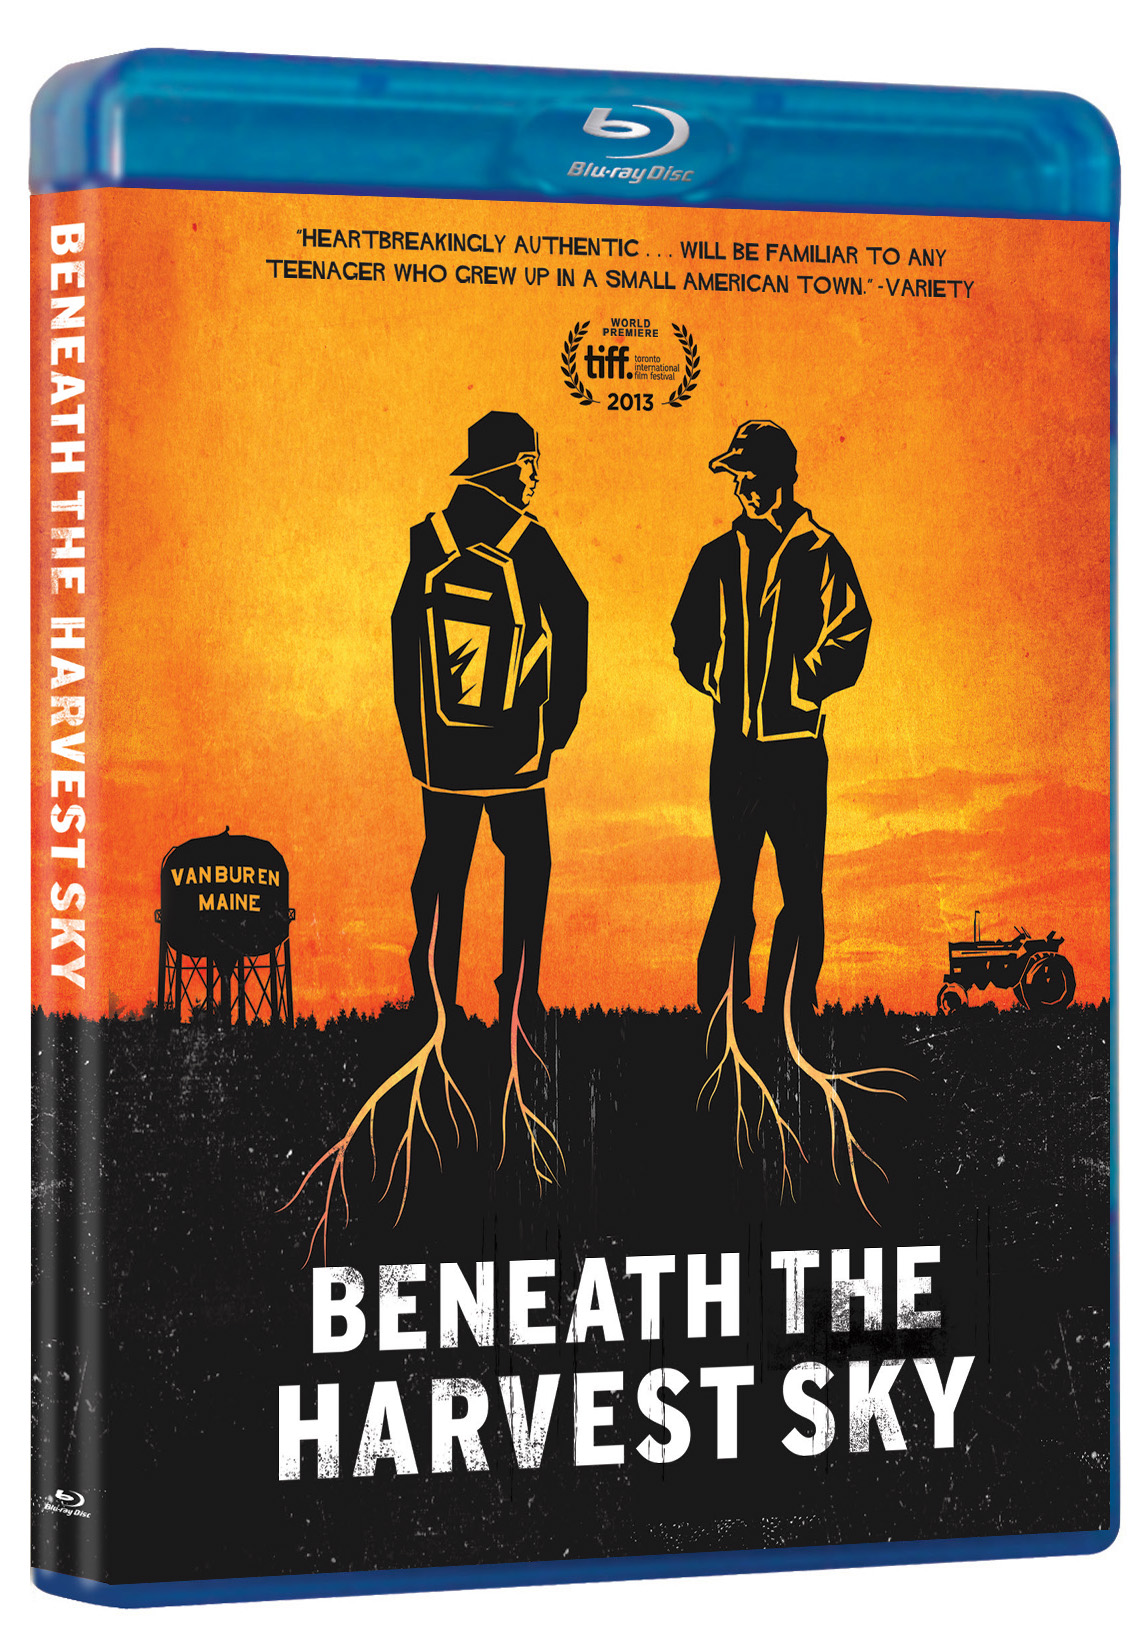 Blu-ray Disc
"HEARTBREAKINGLY AUTHENTIC . . . WILL BE FAMILIAR TO ANY
TEENAGER WHO GREW UP IN A SMALL AMERICAN TOWN." -VARIETY
WORLD
PREMIERE
tiff. toronto
international
film festival
2013
VAN BUREN
MAINE
BENEATH THE
HARVEST SKY
BENEATH THE HARVEST SKY
Blu-ray Disc